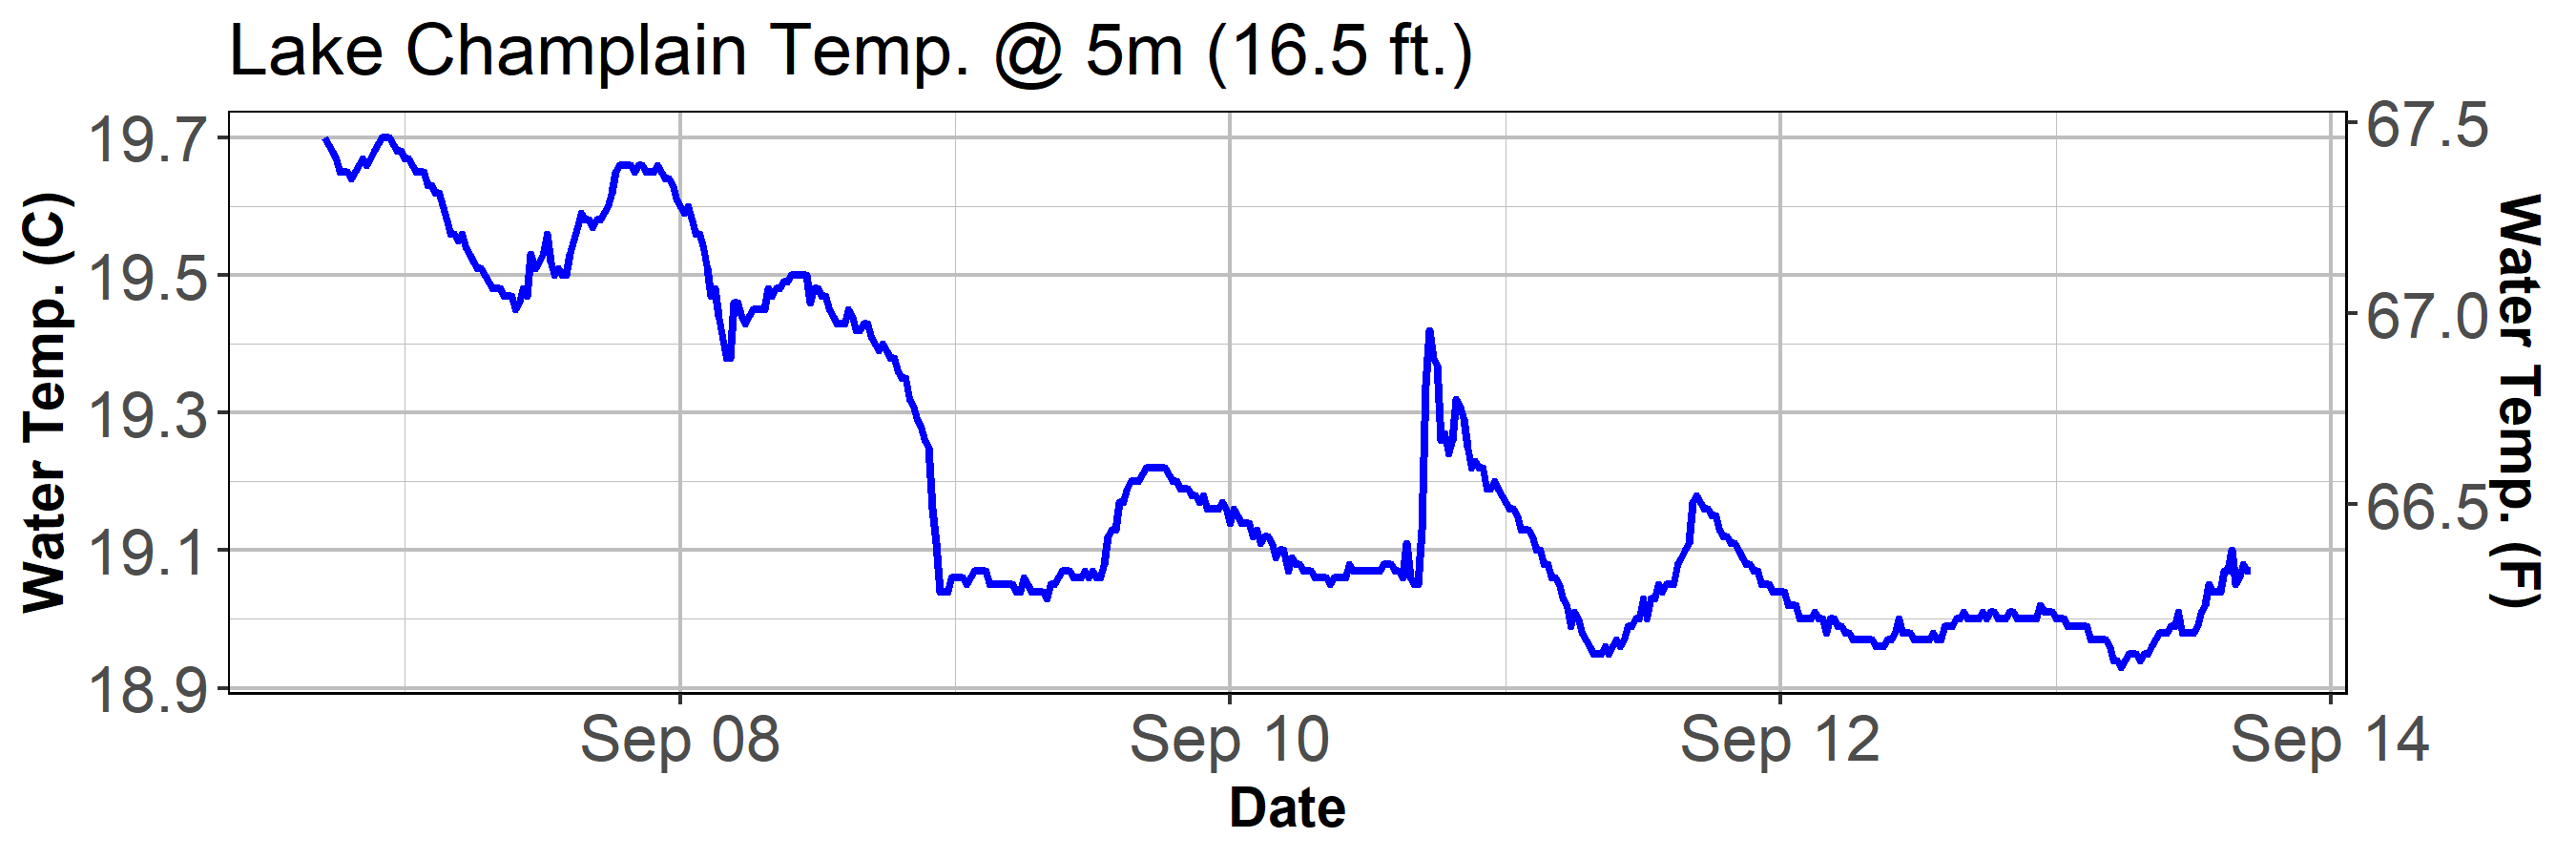 Lake Champlain Temp. @ 5m (16.5 ft.)
Water Temp. (C)
19.7
19.5
19.3
19.1
18.9
67.5
67.0
66.5
Water Temp. (F)
Sep 08
Sep 10
Sep 12
Sep 14
Date